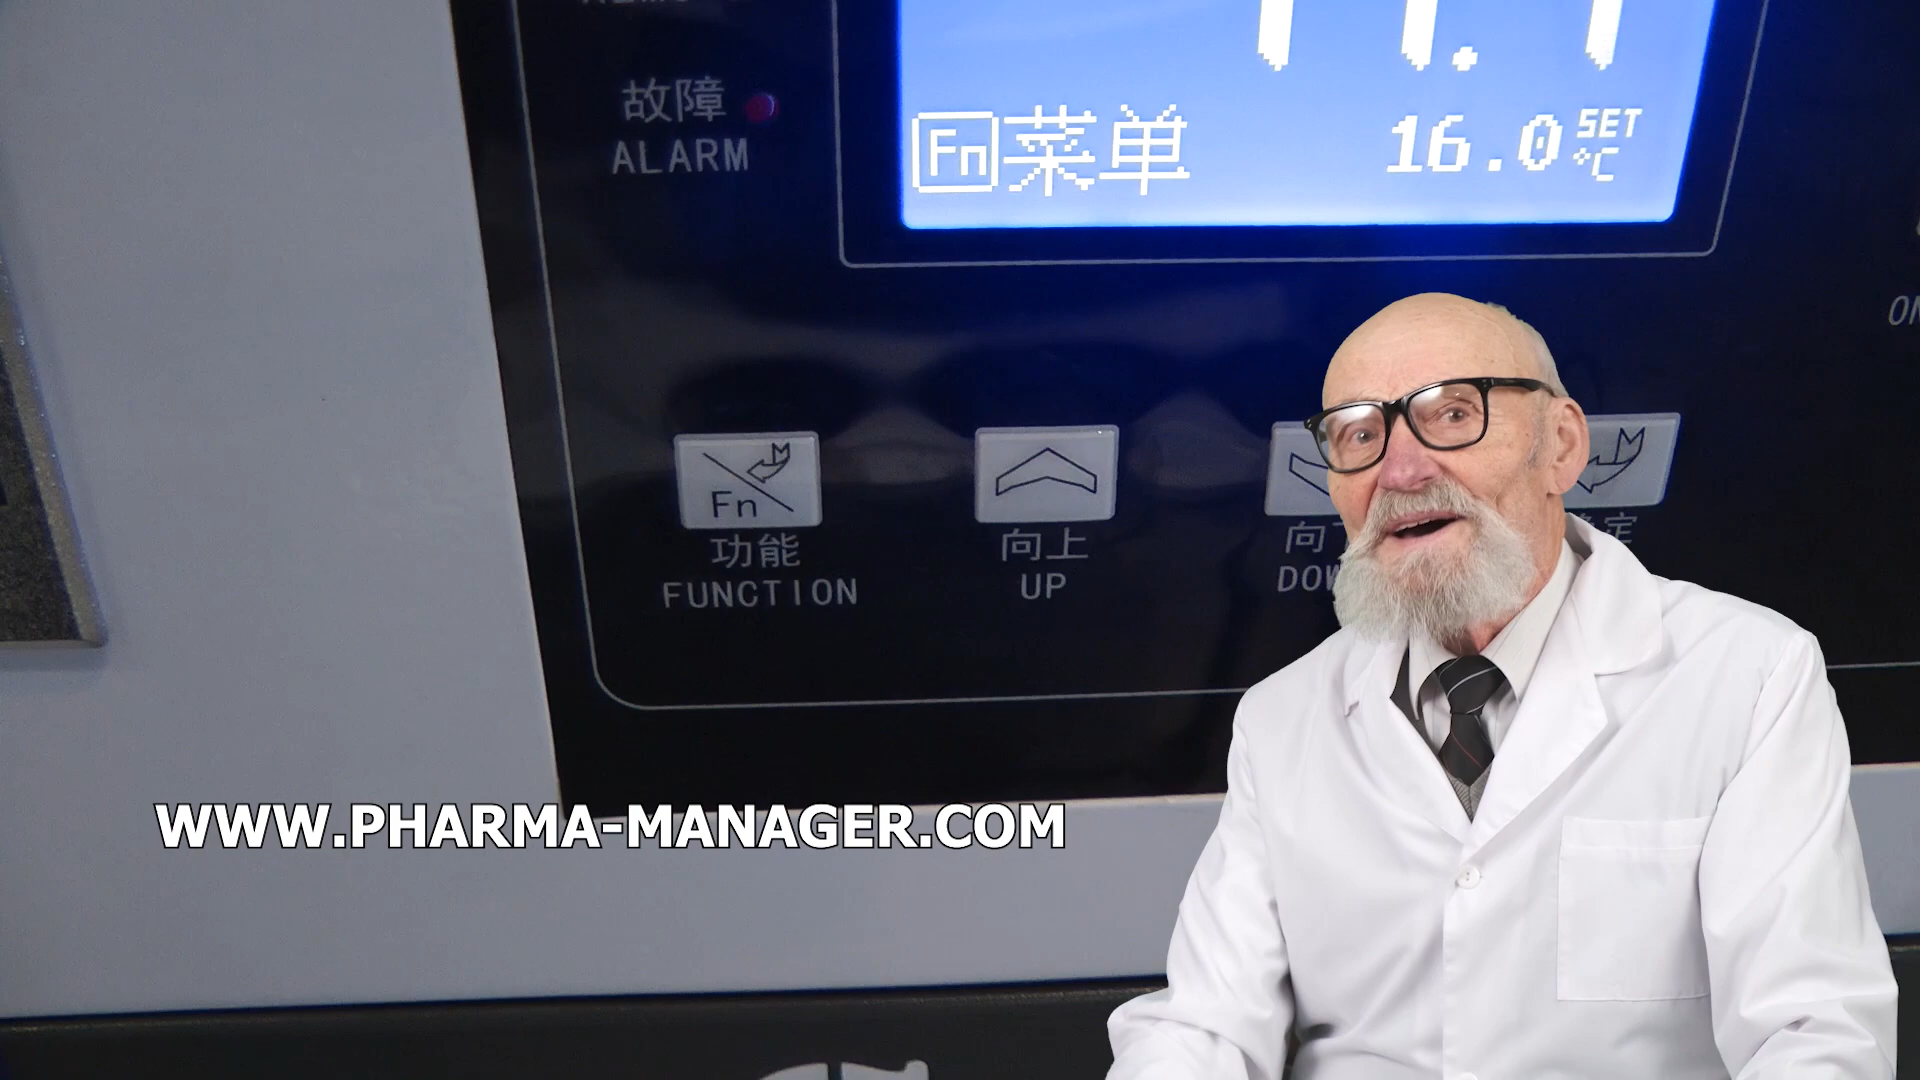 故障
ALARM
Fn菜单
16.0 SET
°C
Fn
功能
FUNCTION
向上
UP
向
WWW.PHARMA-MANAGER.COM